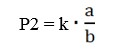 P2 = k · a/b